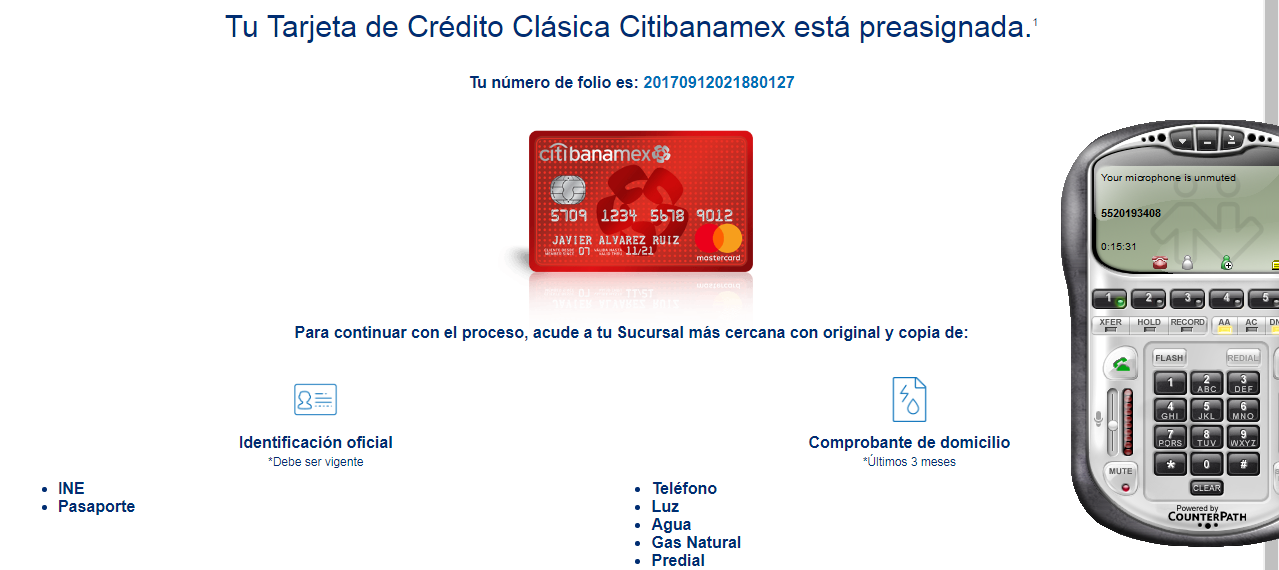 Tu Tarjeta de Crédito Clásica Citibanamex está preasignada.¹
Tu número de folio es: 20170912021880127
citibanamex
5709 1234 5678 9012
JAVIER ALVAREZ RUIZ
CLIENTE DESDE
MEMBER SINCE
07
VÁLIDA HASTA
VALID THRU
11/21
mastercard
Para continuar con el proceso, acude a tu Sucursal más cercana con original y copia de:
Identificación oficial
*Debe ser vigente
INE
Pasaporte
Comprobante de domicilio
*Últimos 3 meses
Teléfono
Luz
Agua
Gas Natural
Predial
Your microphone is unmuted
5520193408
0:15:31
1 2 3 4 5
XFER HOLD RECORD AA AC
FLASH REDIAL
1 2 ABC 3 DEF
4 GHI 5 JKL 6 MNO
7 PQRS 8 TUV 9 WXYZ
* 0 #
MUTE
CLEAR
Powered by
COUNTERPATH